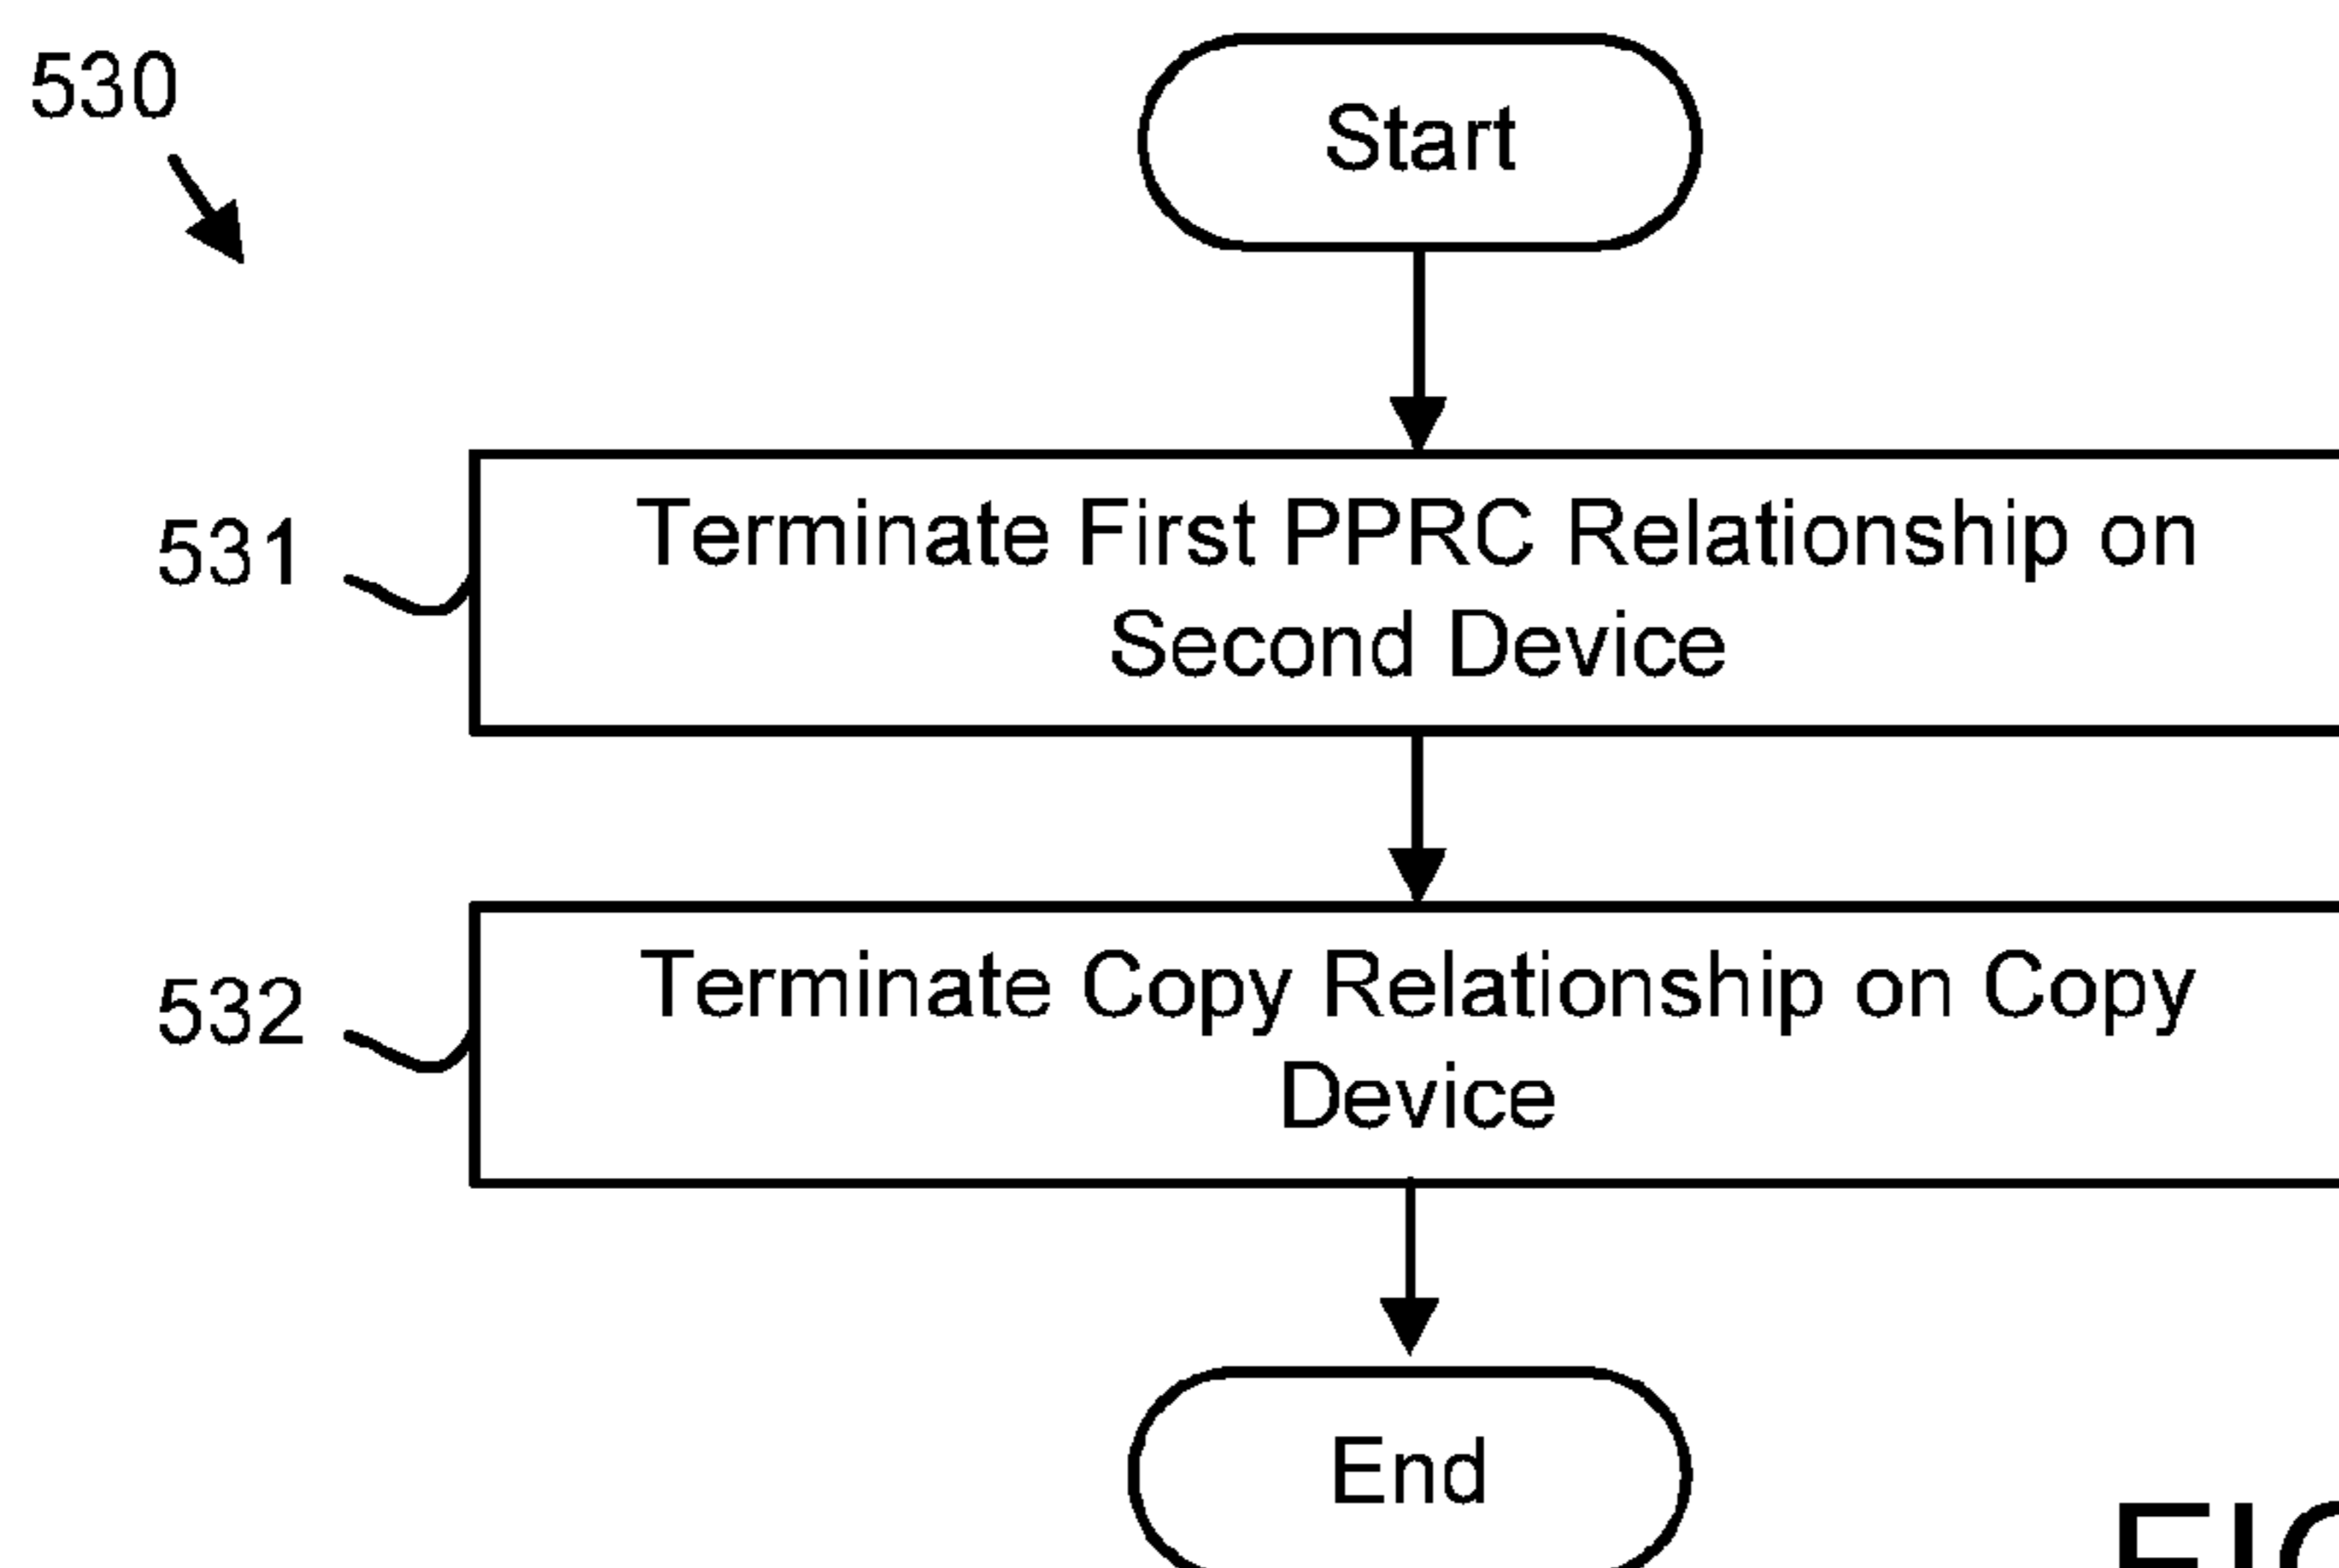 530
Start
531
Terminate First PPRC Relationship on
Second Device
532
Terminate Copy Relationship on Copy
Device
End